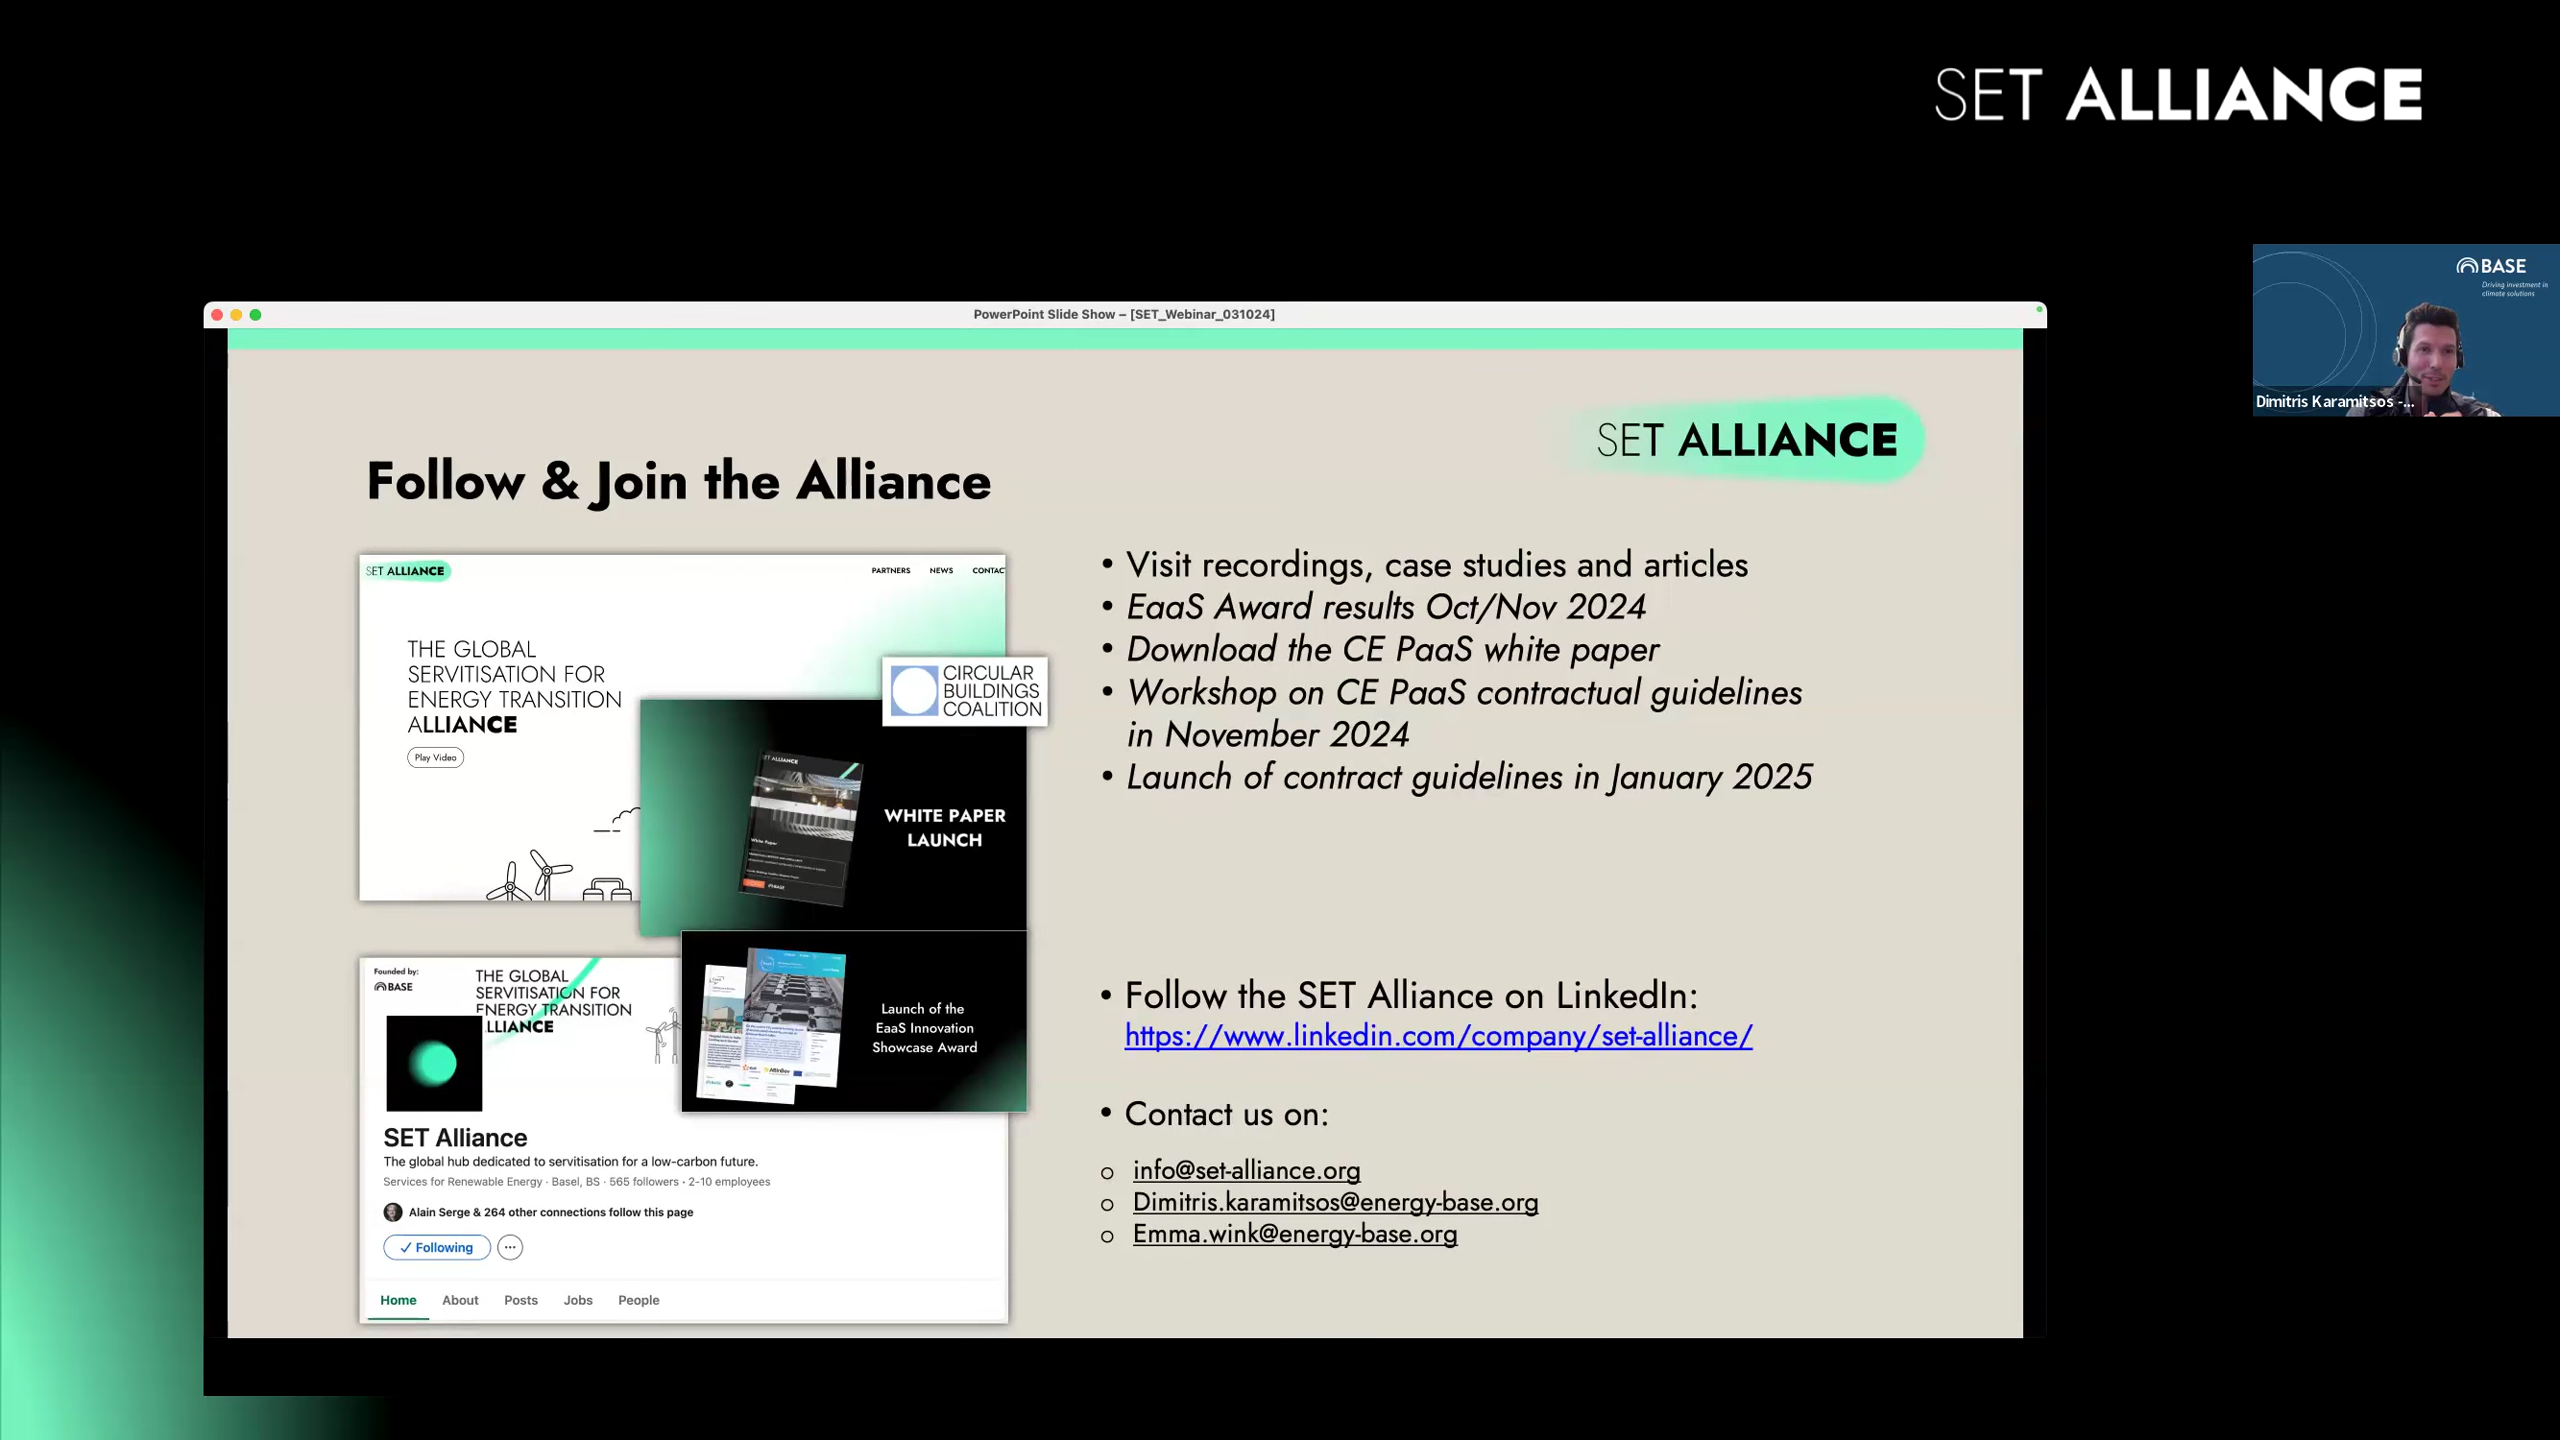 SET ALLIANCE
BASE
Driving investment in
climate solutions
Dimitris Karamitsos -...
PowerPoint Slide Show – [SET_Webinar_031024]
SET ALLIANCE
Follow & Join the Alliance
SET ALLIANCE
PARTNERS NEWS CONTAC
THE GLOBAL
SERVITISATION FOR
ENERGY TRANSITION
ALLIANCE
Play Video
CIRCULAR
BUILDINGS
COALITION
White Paper
WHITE PAPER
LAUNCH
Founded by:
BASE
THE GLOBAL
SERVITISATION FOR
ENERGY TRANSITION
LLIANCE
Launch of the
EaaS Innovation
Showcase Award
SET Alliance
The global hub dedicated to servitisation for a low-carbon future.
Services for Renewable Energy · Basel, BS · 565 followers · 2-10 employees
Alain Serge & 264 other connections follow this page
✓ Following
Home About Posts Jobs People
• Visit recordings, case studies and articles
• EaaS Award results Oct/Nov 2024
• Download the CE PaaS white paper
• Workshop on CE PaaS contractual guidelines
in November 2024
• Launch of contract guidelines in January 2025
• Follow the SET Alliance on LinkedIn:
https://www.linkedin.com/company/set-alliance/
• Contact us on:
o info@set-alliance.org
o Dimitris.karamitsos@energy-base.org
o Emma.wink@energy-base.org